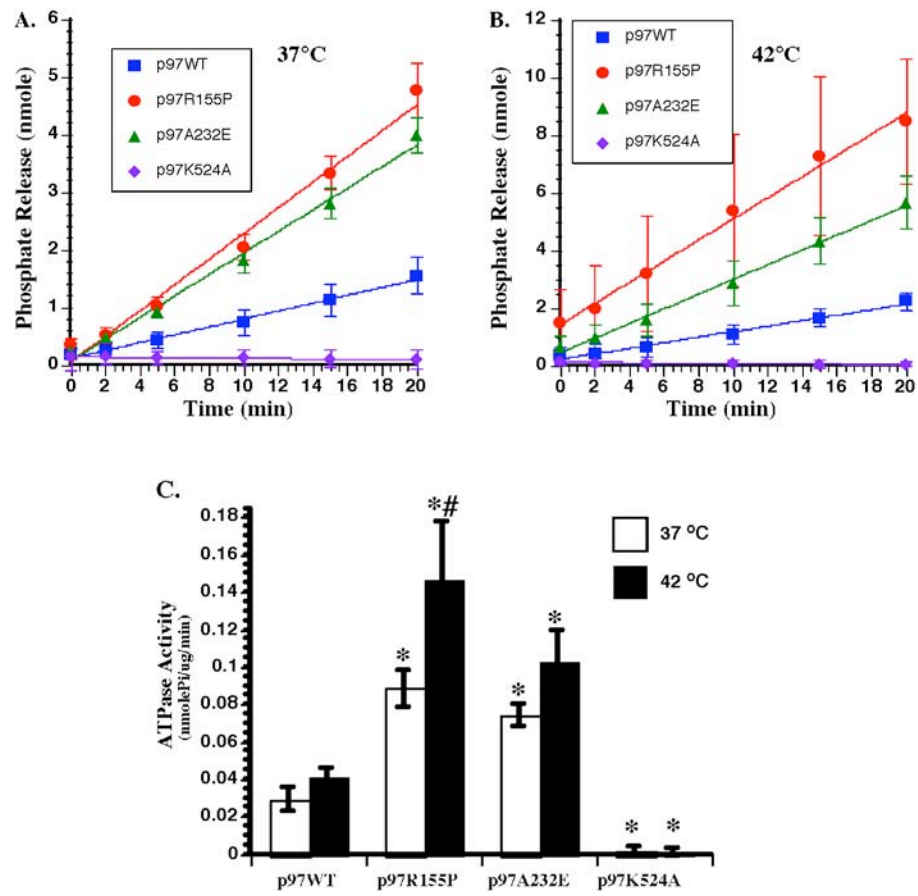 A.
37°C
p97WT
p97R155P
p97A232E
p97K524A
Phosphate Release (nmole)
6
5
4
3
2
1
0
0 2 4 6 8 10 12 14 16 18 20
Time (min)
B.
42°C
p97WT
p97R155P
p97A232E
p97K524A
Phosphate Release (nmole)
12
10
8
6
4
2
0
0 2 4 6 8 10 12 14 16 18 20
Time (min)
C.
37 °C
42 °C
ATPase Activity
(nmolePi/ug/min)
0.18
0.16
0.14
0.12
0.1
0.08
0.06
0.04
0.02
0
* *# * * * *
p97WT p97R155P p97A232E p97K524A